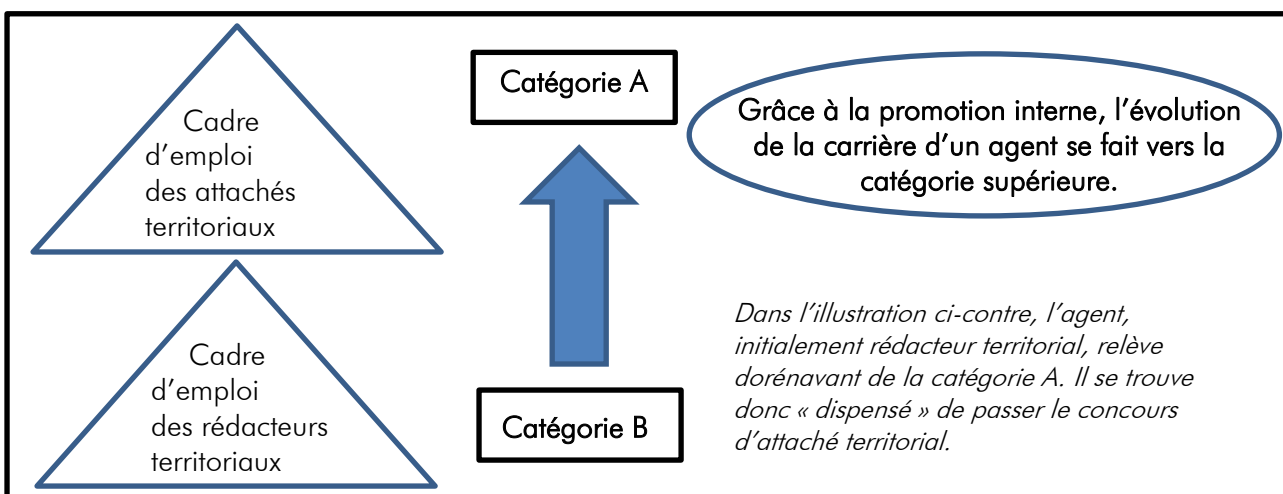 Cadre
d’emploi
des attachés
territoriaux
Catégorie A
Grâce à la promotion interne, l’évolution
de la carrière d’un agent se fait vers la
catégorie supérieure.
Cadre
d’emploi
des rédacteurs
territoriaux
Catégorie B
Dans l’illustration ci-contre, l’agent,
initialement rédacteur territorial, relève
dorénavant de la catégorie A. Il se trouve
donc « dispensé » de passer le concours
d’attaché territorial.